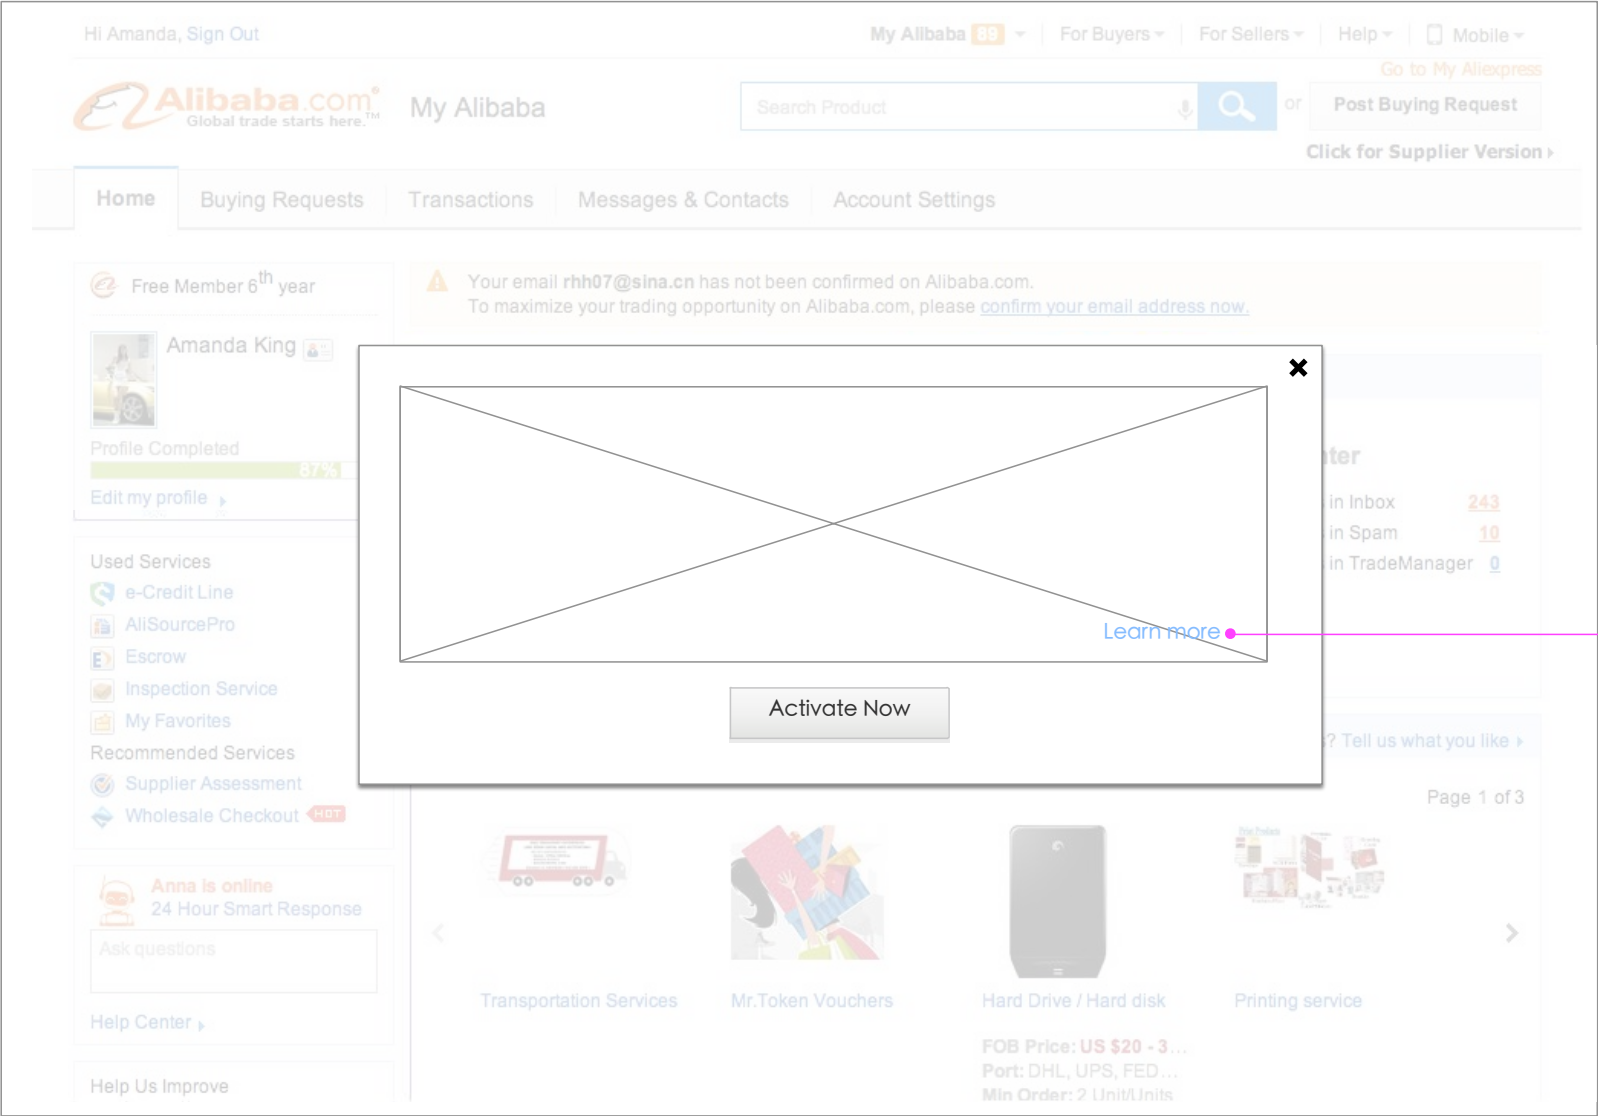 Hi Amanda, Sign Out
My Alibaba 89 For Buyers For Sellers Help Mobile
Go to My Aliexpress
Alibaba.com®
Global trade starts here.™
My Alibaba
Search Product
or
Post Buying Request
Click for Supplier Version
Home Buying Requests Transactions Messages & Contacts Account Settings
Free Member 6th year
Amanda King
Profile Completed
87%
Edit my profile
Your email rhh07@sina.cn has not been confirmed on Alibaba.com.
To maximize your trading opportunity on Alibaba.com, please confirm your email address now.
Learn more
Activate Now
in Inbox 243
in Spam 10
in TradeManager 0
Used Services
e-Credit Line
AliSourcePro
Escrow
Inspection Service
My Favorites
Recommended Services
Supplier Assessment
Wholesale Checkout HOT
? Tell us what you like
Page 1 of 3
Anna is online
24 Hour Smart Response
Ask questions
Help Center
Help Us Improve
Transportation Services
Mr.Token Vouchers
Hard Drive / Hard disk
FOB Price: US $20 - 3...
Port: DHL, UPS, FED...
Min Order: 2 Unit/Units
Printing service